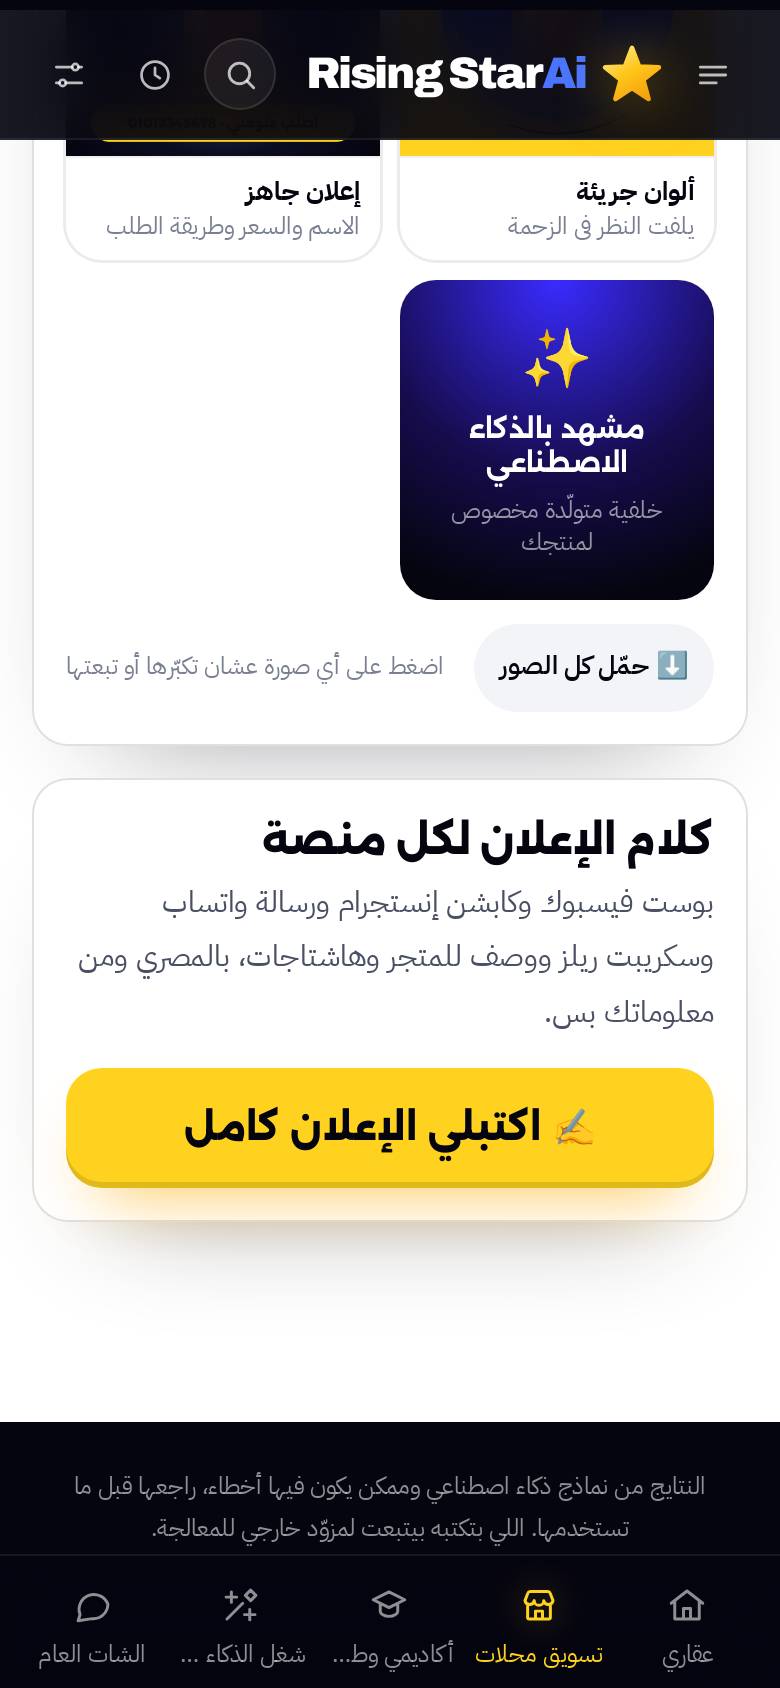 Rising StarAi
ألوان جريئة
يلفت النظر في الزحمة
إعلان جاهز
الاسم والسعر وطريقة الطلب
مشهد بالذكاء
الاصطناعي
خلفية متولّدة مخصوص
لمنتجك
⬇️ حمّل كل الصور
اضغط على أي صورة عشان تكبّرها أو تبعتها
كلام الإعلان لكل منصة
بوست فيسبوك وكابشن إنستجرام ورسالة واتساب
وسكريبت ريلز ووصف للمتجر وهاشتاجات، بالمصري ومن
معلوماتك بس.
✍️ اكتبلي الإعلان كامل
النتايج من نماذج ذكاء اصطناعي وممكن يكون فيها أخطاء، راجعها قبل ما
تستخدمها. اللي بتكتبه بيتبعت لمزوّد خارجي للمعالجة.
عقاري
تسويق محلات
أكاديمي وط...
شغل الذكاء ...
الشات العام